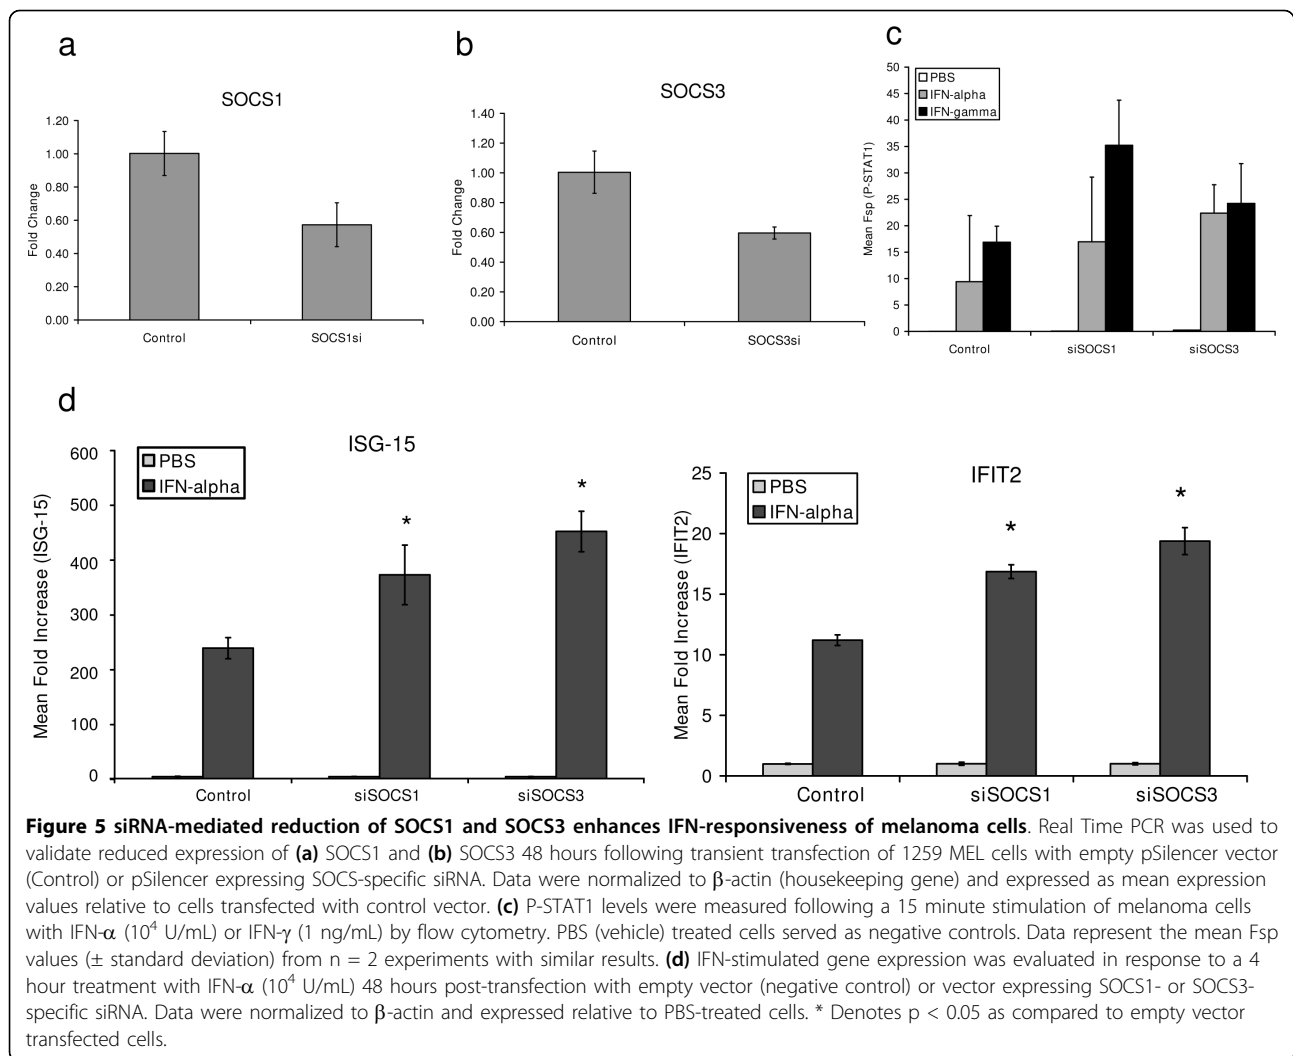 a
SOCS1
Fold Change
1.20
1.00
0.80
0.60
0.40
0.20
0.00
Control
SOCS1si
b
SOCS3
Fold Change
1.40
1.20
1.00
0.80
0.60
0.40
0.20
0.00
Control
SOCS3si
c
PBS
IFN-alpha
IFN-gamma
Mean Fsp (P-STAT1)
50
45
40
35
30
25
20
15
10
5
0
Control
siSOCS1
siSOCS3
d
ISG-15
PBS
IFN-alpha
Mean Fold Increase (ISG-15)
600
500
400
300
200
100
0
*
*
Control
siSOCS1
siSOCS3
IFIT2
PBS
IFN-alpha
Mean Fold Increase (IFIT2)
25
20
15
10
5
0
*
*
Control
siSOCS1
siSOCS3
Figure 5 siRNA-mediated reduction of SOCS1 and SOCS3 enhances IFN-responsiveness of melanoma cells. Real Time PCR was used to
validate reduced expression of (a) SOCS1 and (b) SOCS3 48 hours following transient transfection of 1259 MEL cells with empty pSilencer vector
(Control) or pSilencer expressing SOCS-specific siRNA. Data were normalized to β-actin (housekeeping gene) and expressed as mean expression
values relative to cells transfected with control vector. (c) P-STAT1 levels were measured following a 15 minute stimulation of melanoma cells
with IFN-α (10⁴ U/mL) or IFN-γ (1 ng/mL) by flow cytometry. PBS (vehicle) treated cells served as negative controls. Data represent the mean Fsp
values (± standard deviation) from n = 2 experiments with similar results. (d) IFN-stimulated gene expression was evaluated in response to a 4
hour treatment with IFN-α (10⁴ U/mL) 48 hours post-transfection with empty vector (negative control) or vector expressing SOCS1- or SOCS3-
specific siRNA. Data were normalized to β-actin and expressed relative to PBS-treated cells. * Denotes p < 0.05 as compared to empty vector
transfected cells.